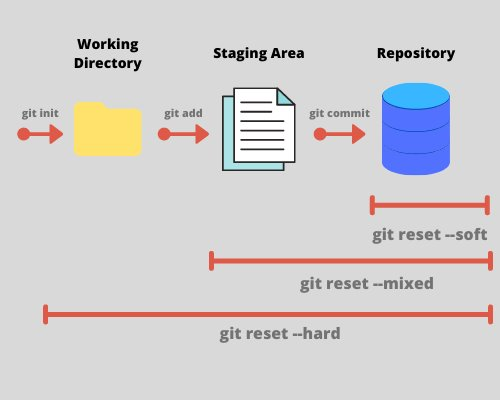 Working
Directory
Staging Area
Repository
git init
git add
git commit
git reset --soft
git reset --mixed
git reset --hard